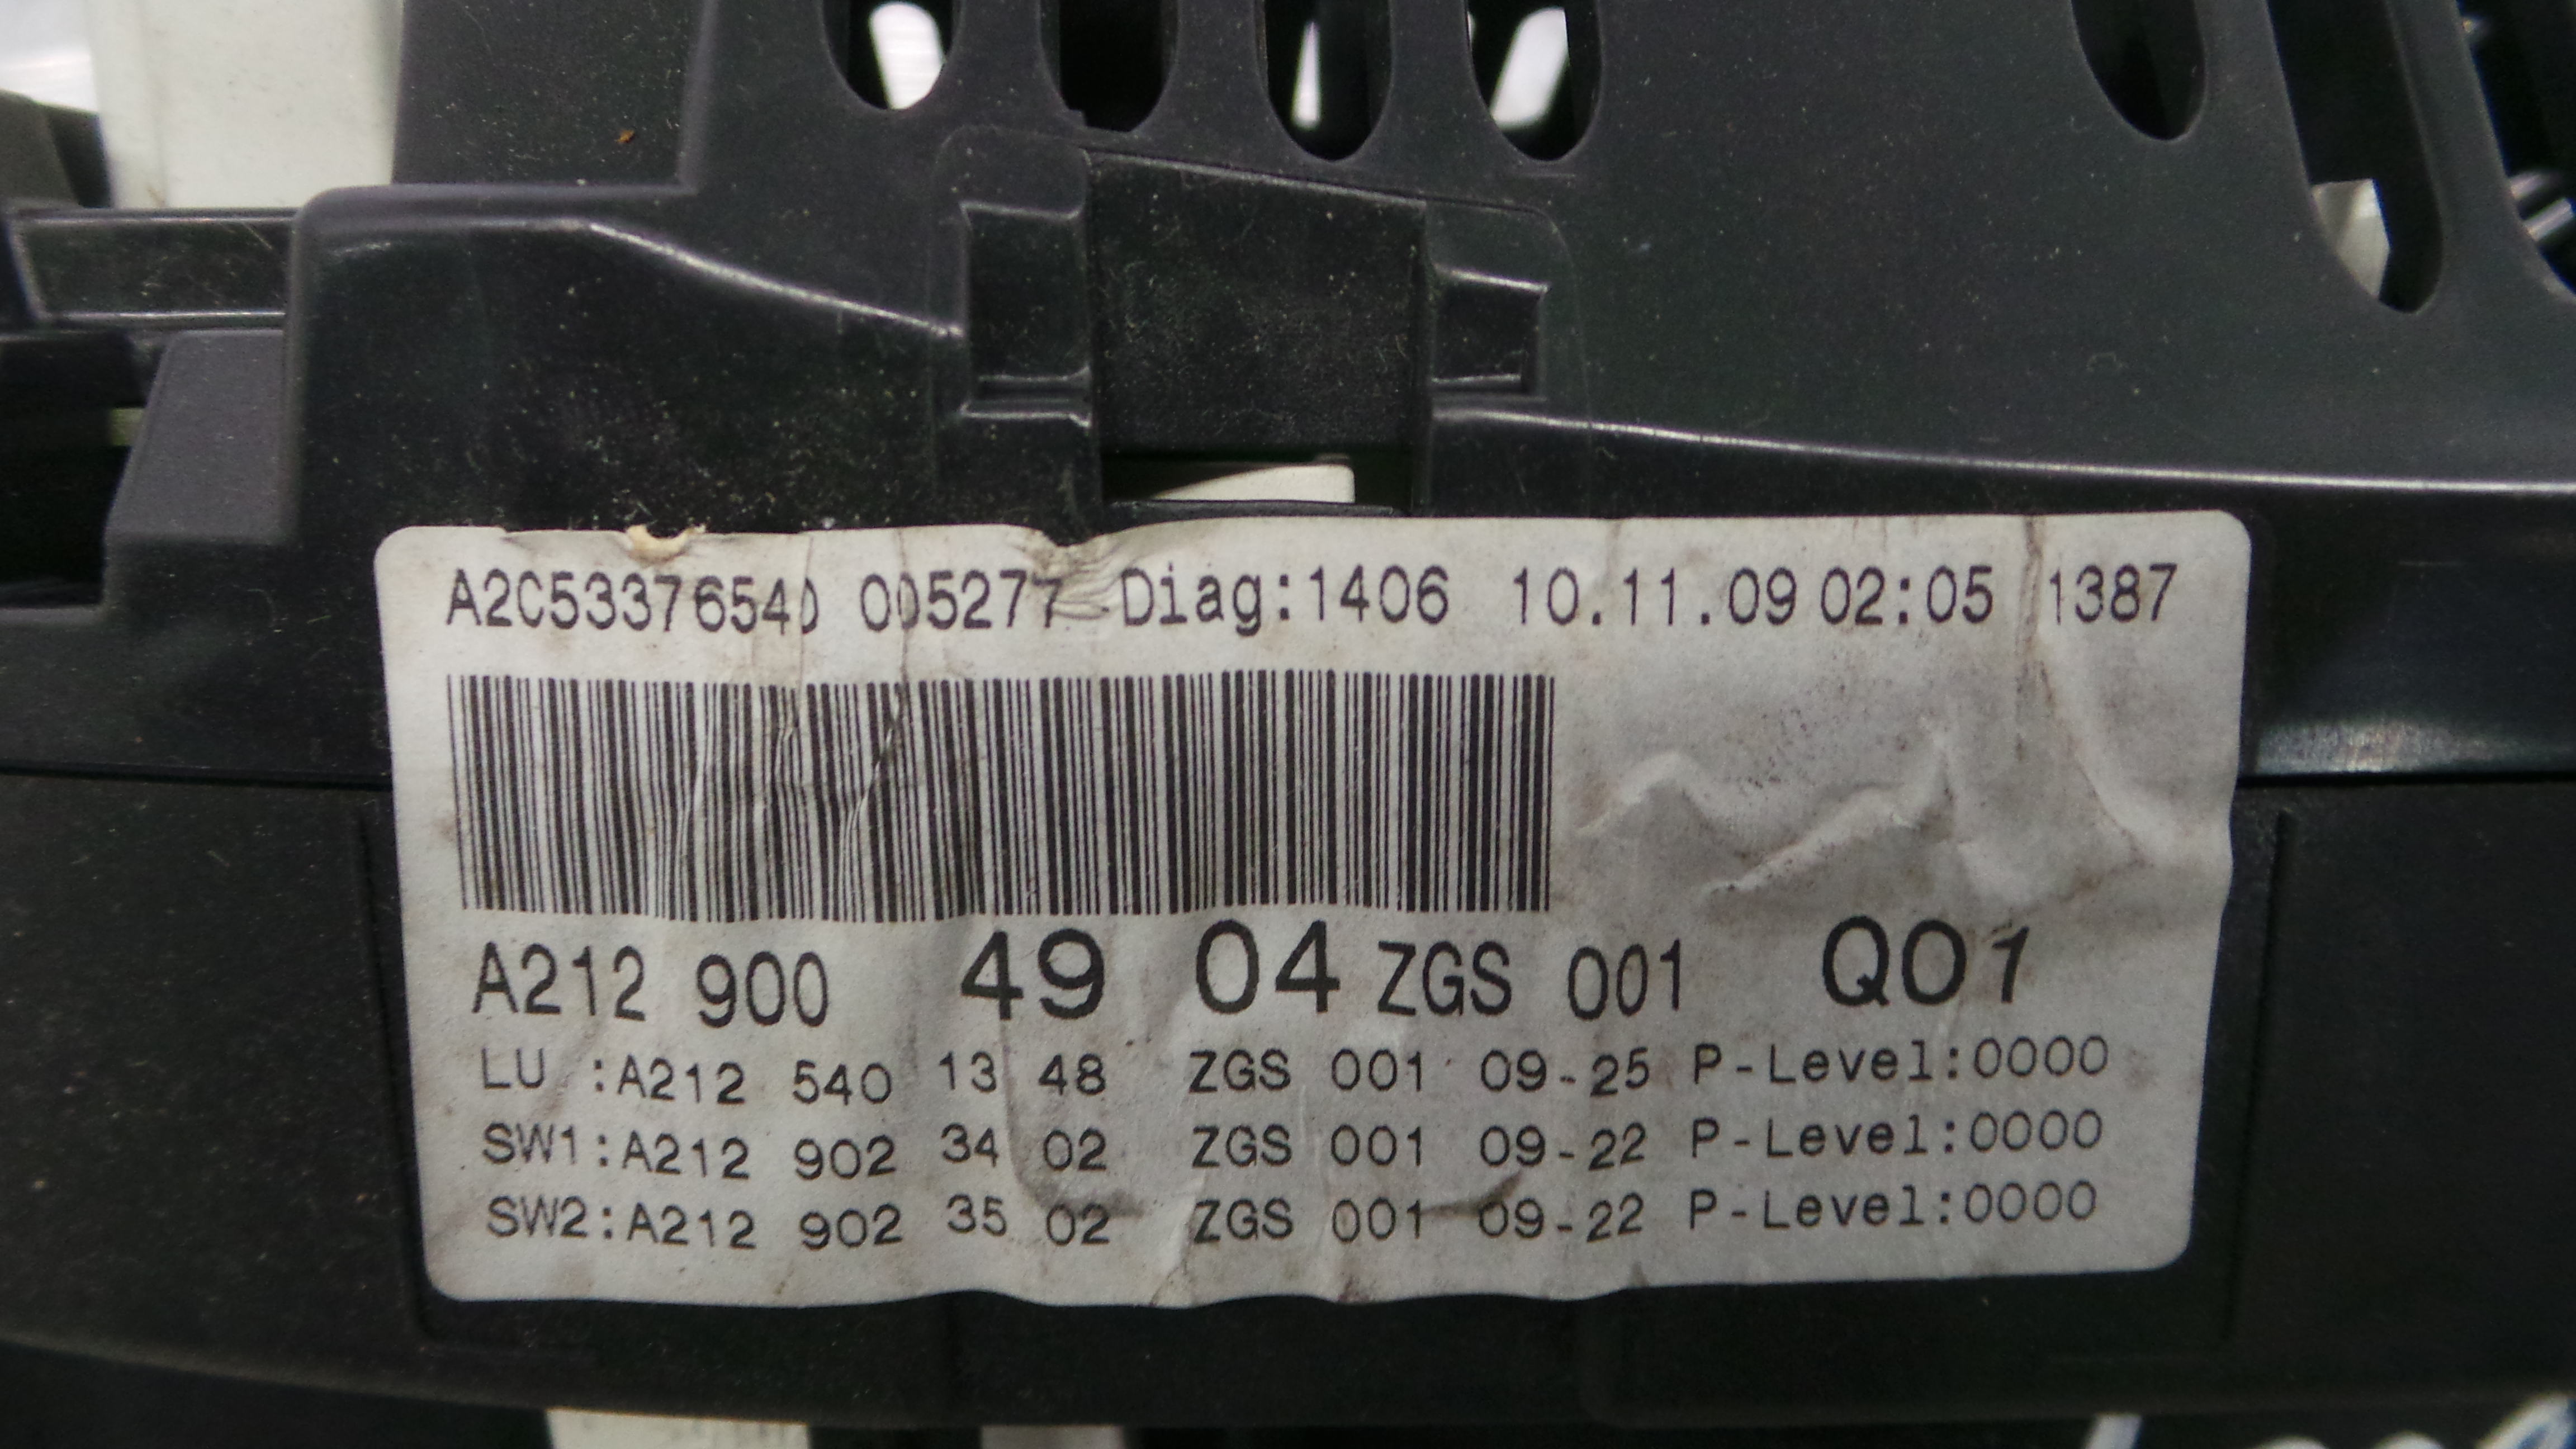 A2C53376540 005277 Diag:1406 10.11.09 02:05 1387
A212 900 49 04 ZGS 001 Q01
LU :A212 540 13 48 ZGS 001 09-25 P-Level:0000
SW1:A212 902 34 02 ZGS 001 09-22 P-Level:0000
SW2:A212 902 35 02 ZGS 001 09-22 P-Level:0000